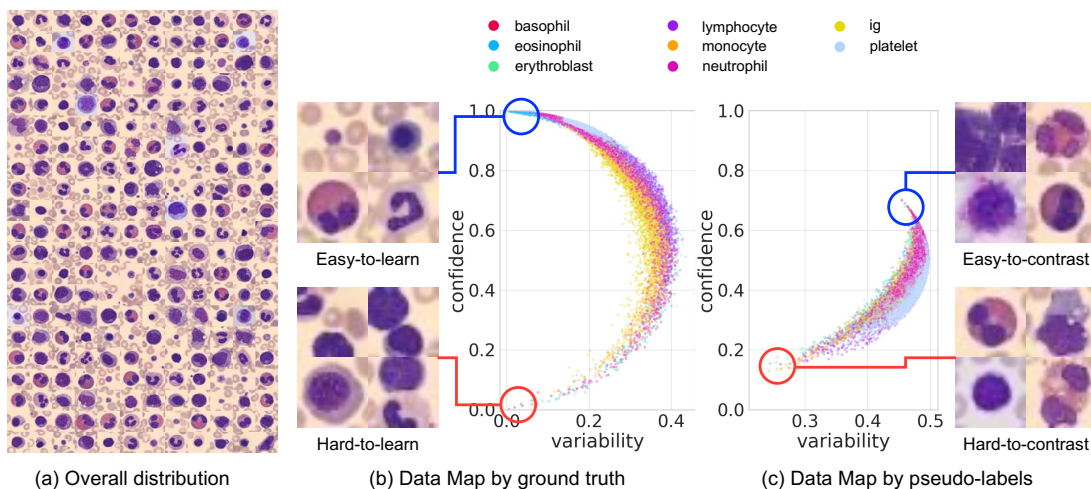 basophil
eosinophil
erythroblast
lymphocyte
monocyte
neutrophil
ig
platelet
Easy-to-learn
Hard-to-learn
confidence
1.0
0.8
0.6
0.4
0.2
0.0
0.0 0.2 0.4
variability
confidence
1.0
0.8
0.6
0.4
0.2
0.0
0.3 0.4 0.5
variability
Easy-to-contrast
Hard-to-contrast
(a) Overall distribution
(b) Data Map by ground truth
(c) Data Map by pseudo-labels